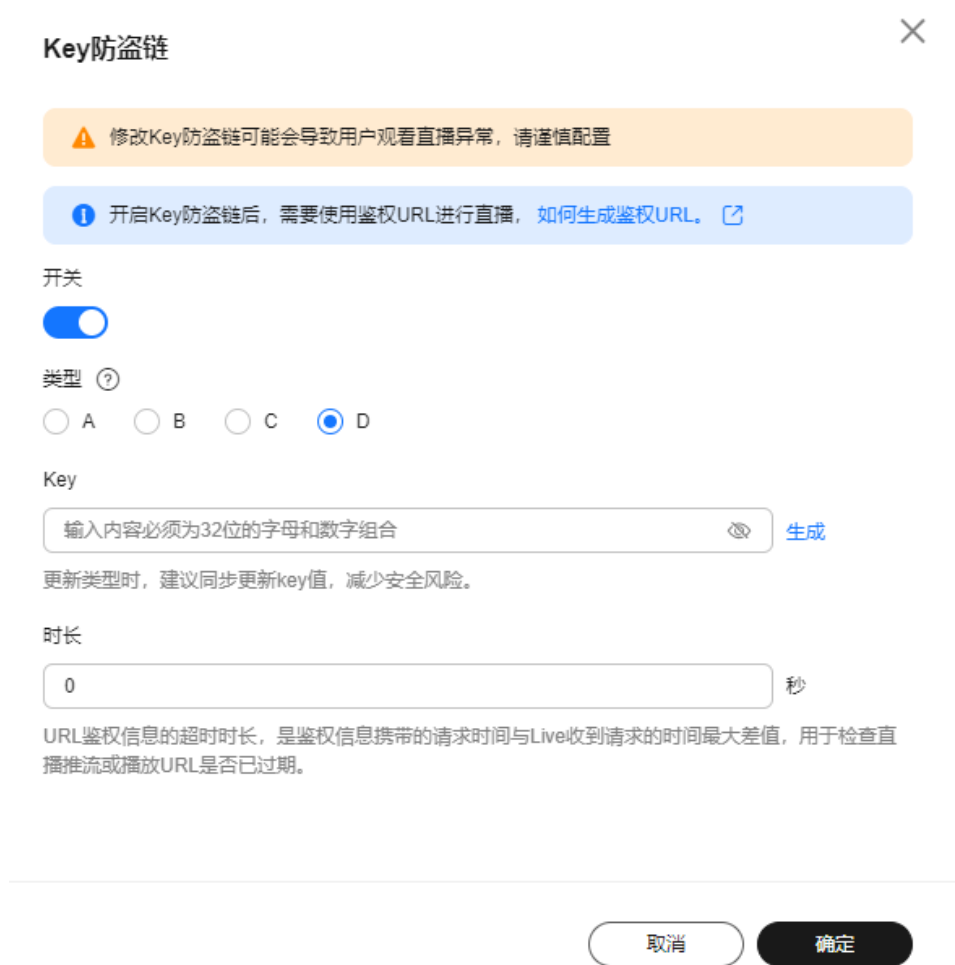 Key防盗链
修改Key防盗链可能会导致用户观看直播异常，请谨慎配置
开启Key防盗链后，需要使用鉴权URL进行直播， 如何生成鉴权URL。
开关
类型
A B C D
Key
输入内容必须为32位的字母和数字组合 生成
更新类型时，建议同步更新key值，减少安全风险。
时长
0 秒
URL鉴权信息的超时时长，是鉴权信息携带的请求时间与Live收到请求的时间最大差值，用于检查直
播推流或播放URL是否已过期。
取消 确定